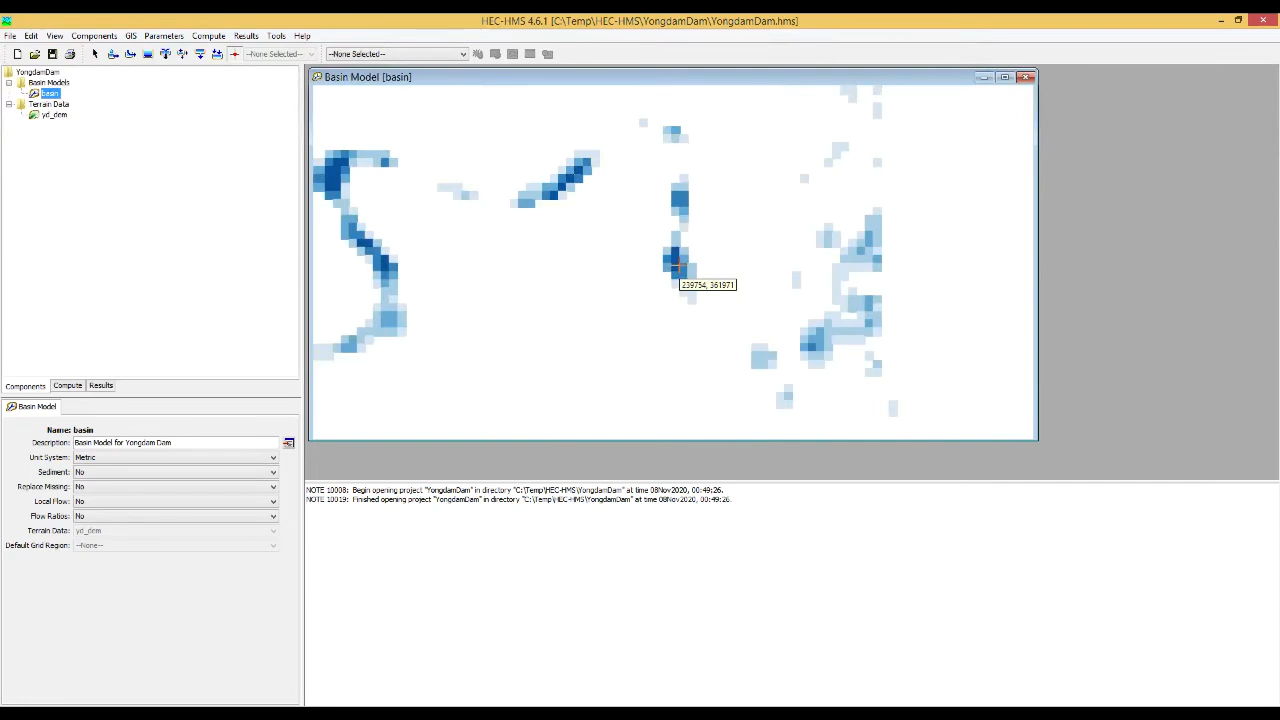 HEC-HMS 4.6.1 [C:\Temp\HEC-HMS\YongdamDam\YongdamDam.hms]
File Edit View Components GIS Parameters Compute Results Tools Help
--None Selected-- --None Selected--
YongdamDam
Basin Models
basin
Terrain Data
yd_dem
Basin Model [basin]
239754, 361971
Components Compute Results
Basin Model
Name: basin
Description: Basin Model for Yongdam Dam
Unit System: Metric
Sediment: No
Replace Missing: No
Local Flow: No
Flow Ratios: No
Terrain Data: yd_dem
Default Grid Region: --None--
NOTE 10008: Begin opening project "YongdamDam" in directory "C:\Temp\HEC-HMS\YongdamDam" at time 08Nov2020, 00:49:26.
NOTE 10019: Finished opening project "YongdamDam" in directory "C:\Temp\HEC-HMS\YongdamDam" at time 08Nov2020, 00:49:26.